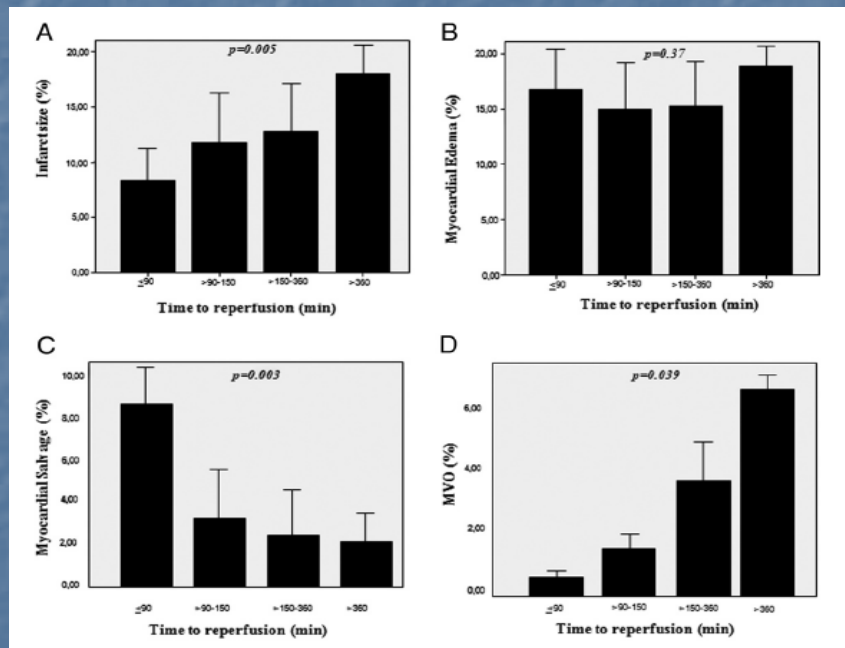 A
p=0.005
Infarct size (%)
20,00
15,00
10,00
5,00
0,00
≤90
>90-150
>150-360
>360
Time to reperfusion (min)
B
p=0.37
Myocardial Edema (%)
20,00
15,00
10,00
5,00
0,00
≤90
>90-150
>150-360
>360
Time to reperfusion (min)
C
p=0.003
Myocardial Salvage (%)
10,00
8,00
6,00
4,00
2,00
0,00
≤90
>90-150
>150-360
>360
Time to reperfusion (min)
D
p=0.039
MVO (%)
6,00
4,00
2,00
0,00
≤90
>90-150
>150-360
>360
Time to reperfusion (min)